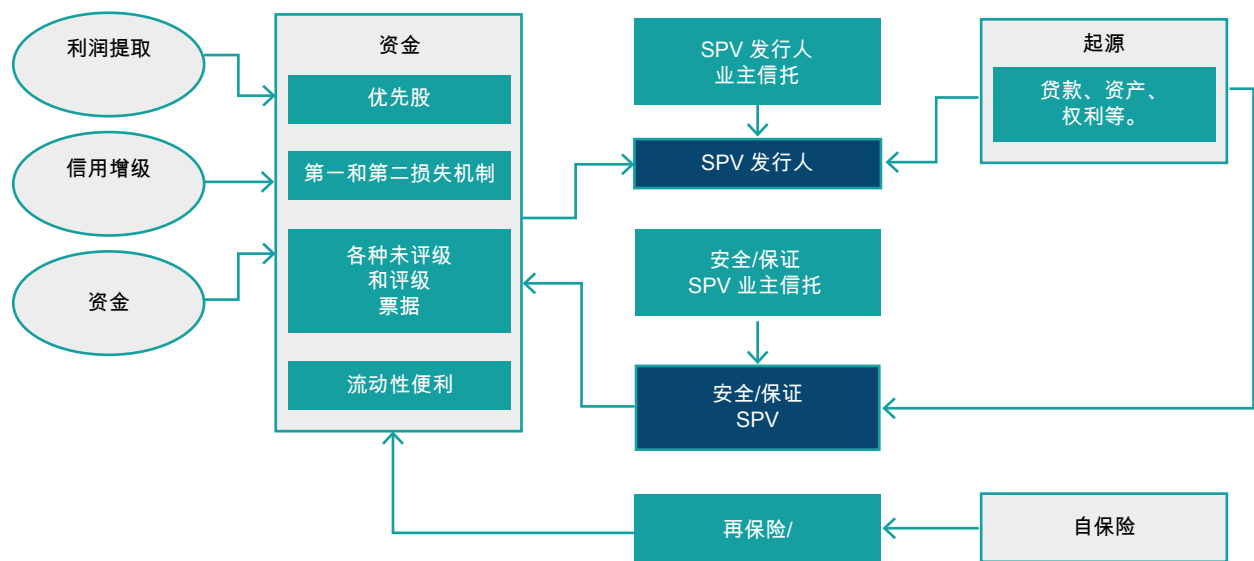 利润提取
信用增级
资金
资金
优先股
第一和第二损失机制
各种未评级
和评级
票据
流动性便利
SPV 发行人
业主信托
SPV 发行人
安全/保证
SPV 业主信托
安全/保证
SPV
再保险/
起源
贷款、资产、
权利等。
自保险